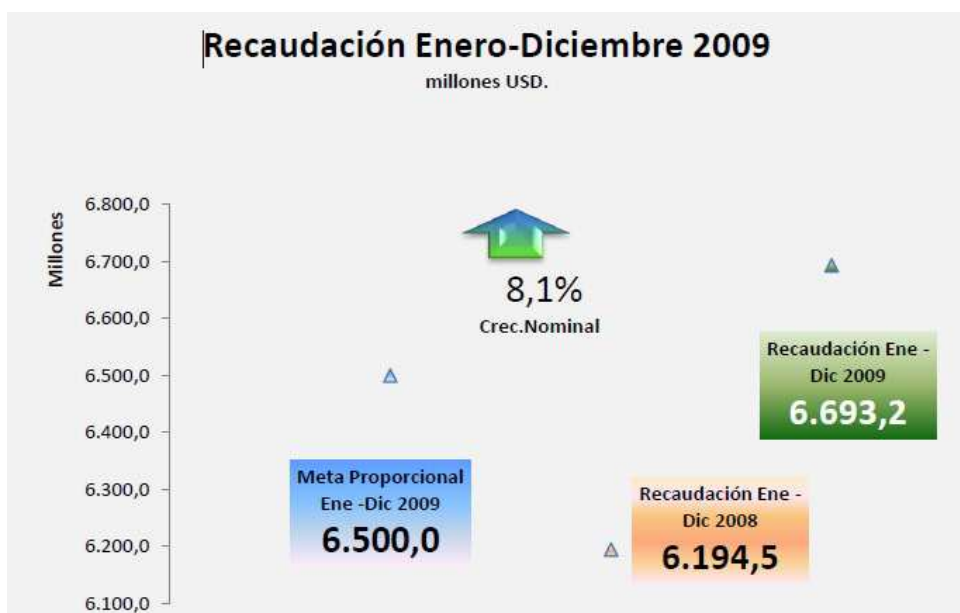 Recaudación Enero-Diciembre 2009
millones USD.
Millones
6.800,0
6.700,0
6.600,0
6.500,0
6.400,0
6.300,0
6.200,0
6.100,0
8,1%
Crec.Nominal
Meta Proporcional
Ene -Dic 2009
6.500,0
Recaudación Ene -
Dic 2008
6.194,5
Recaudación Ene -
Dic 2009
6.693,2